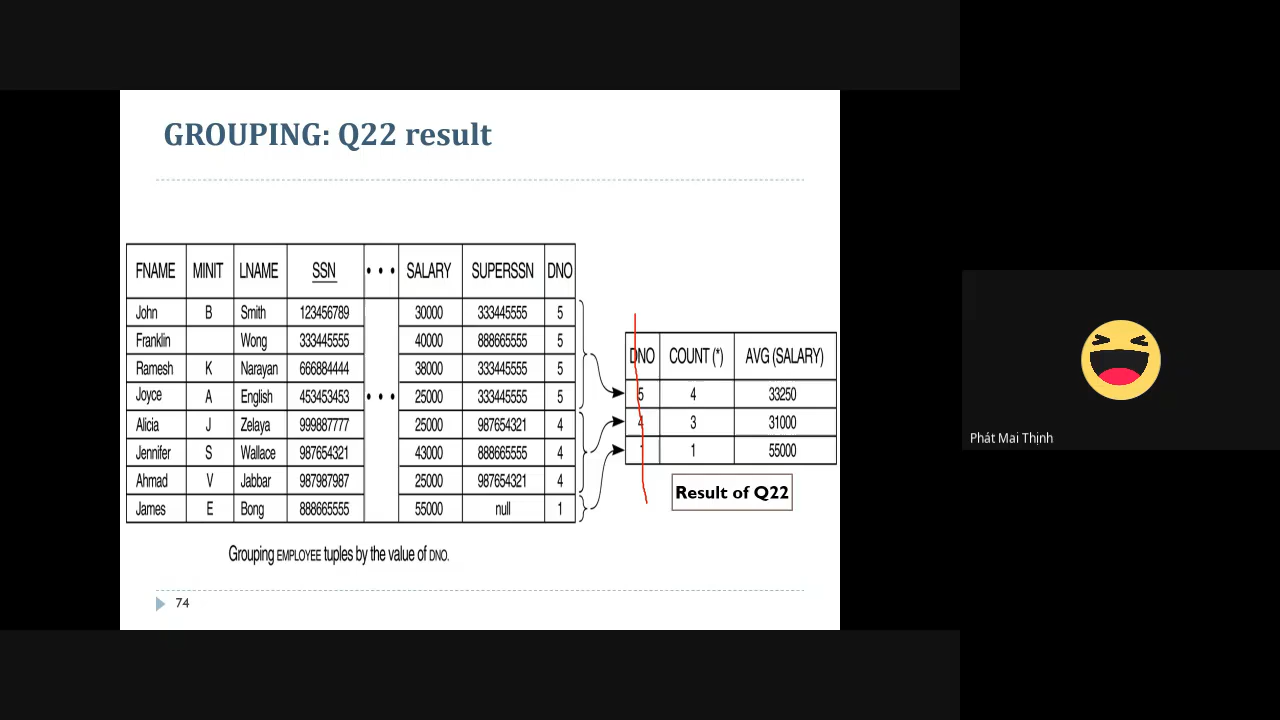 GROUPING: Q22 result
FNAME MINIT LNAME SSN • • • SALARY SUPERSSN DNO
John B Smith 123456789 30000 333445555 5
Franklin Wong 333445555 40000 888665555 5
Ramesh K Narayan 666884444 38000 333445555 5
Joyce A English 453453453 • • • 25000 333445555 5
Alicia J Zelaya 999887777 25000 987654321 4
Jennifer S Wallace 987654321 43000 888665555 4
Ahmad V Jabbar 987987987 25000 987654321 4
James E Bong 888665555 55000 null 1
DNO COUNT (*) AVG (SALARY)
5 4 33250
4 3 31000
1 1 55000
Result of Q22
Grouping EMPLOYEE tuples by the value of DNO.
74
Phát Mai Thịnh